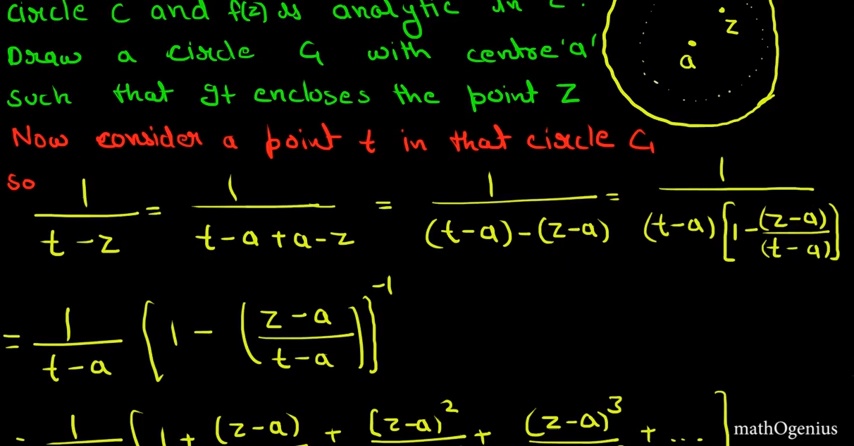 circle C and f(z) is analytic in C.
Draw a circle C₁ with centre 'a'
such that It encloses the point Z
Now consider a point t in that circle C₁
so 1/(t-z) = 1/(t-a+a-z) = 1/((t-a)-(z-a)) = 1/((t-a)[1-(z-a)/(t-a)])
= 1/(t-a) [1 - ((z-a)/(t-a))]^-1
= 1 [1 + (z-a) + (z-a)² + (z-a)³ + ...]
z
a
mathOgenius